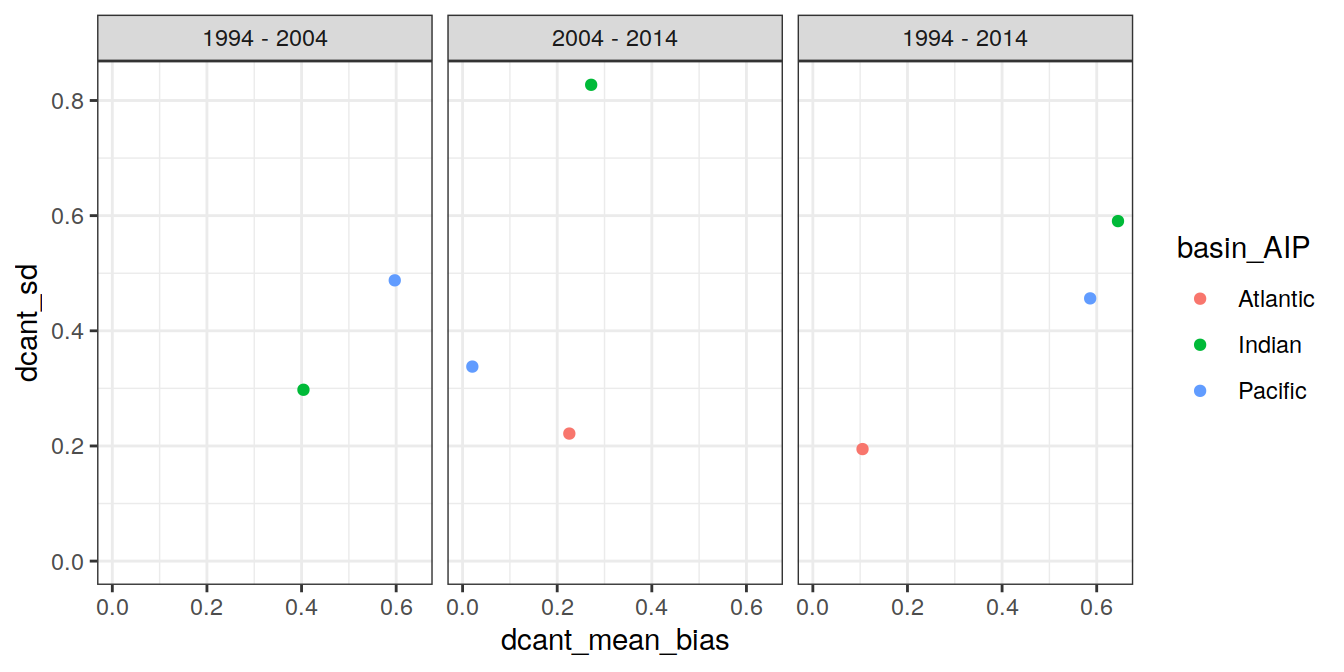 1994 - 2004
2004 - 2014
1994 - 2014
0.8
0.6
0.4
0.2
0.0
dcant_sd
0.0 0.2 0.4 0.6
0.0 0.2 0.4 0.6
0.0 0.2 0.4 0.6
dcant_mean_bias
basin_AIP
Atlantic
Indian
Pacific